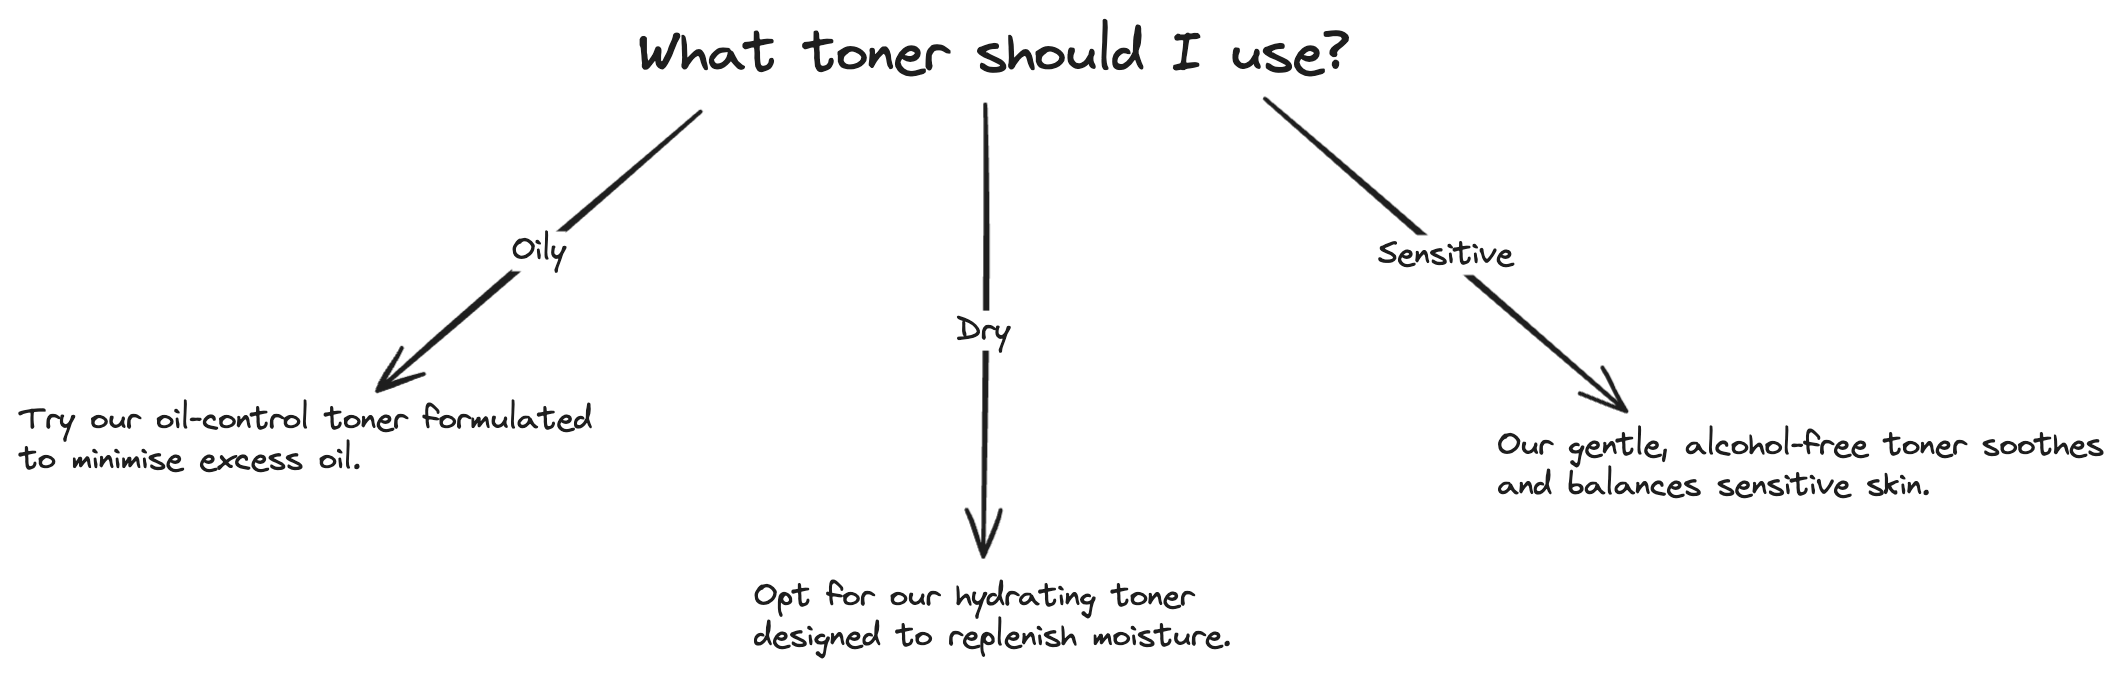 What toner should I use?
Oily
Dry
Sensitive
Try our oil-control toner formulated
to minimise excess oil.
Opt for our hydrating toner
designed to replenish moisture.
Our gentle, alcohol-free toner soothes
and balances sensitive skin.